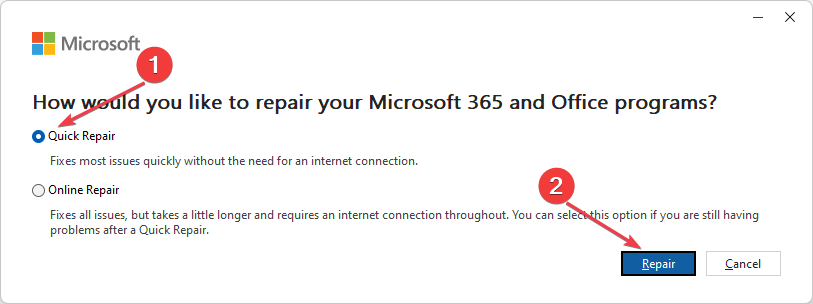 Microsoft
1
How would you like to repair your Microsoft 365 and Office programs?
Quick Repair
Fixes most issues quickly without the need for an internet connection.
Online Repair
2
Fixes all issues, but takes a little longer and requires an internet connection throughout. You can select this option if you are still having
problems after a Quick Repair.
Repair
Cancel